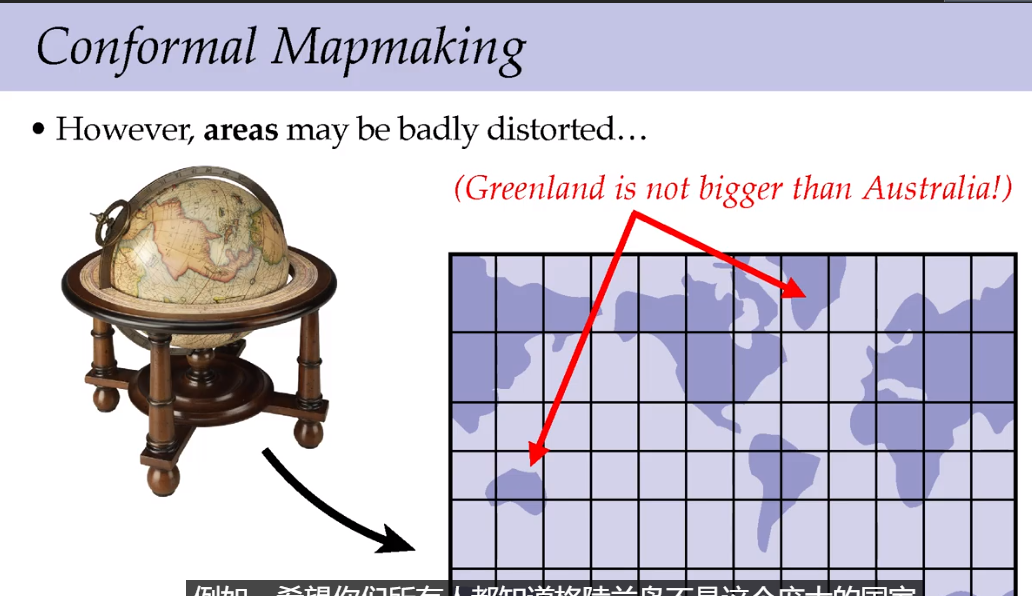 Conformal Mapmaking
• However, areas may be badly distorted…
(Greenland is not bigger than Australia!)
例如，希望你们所有人都知道格陵兰岛不是这个庞大的国家